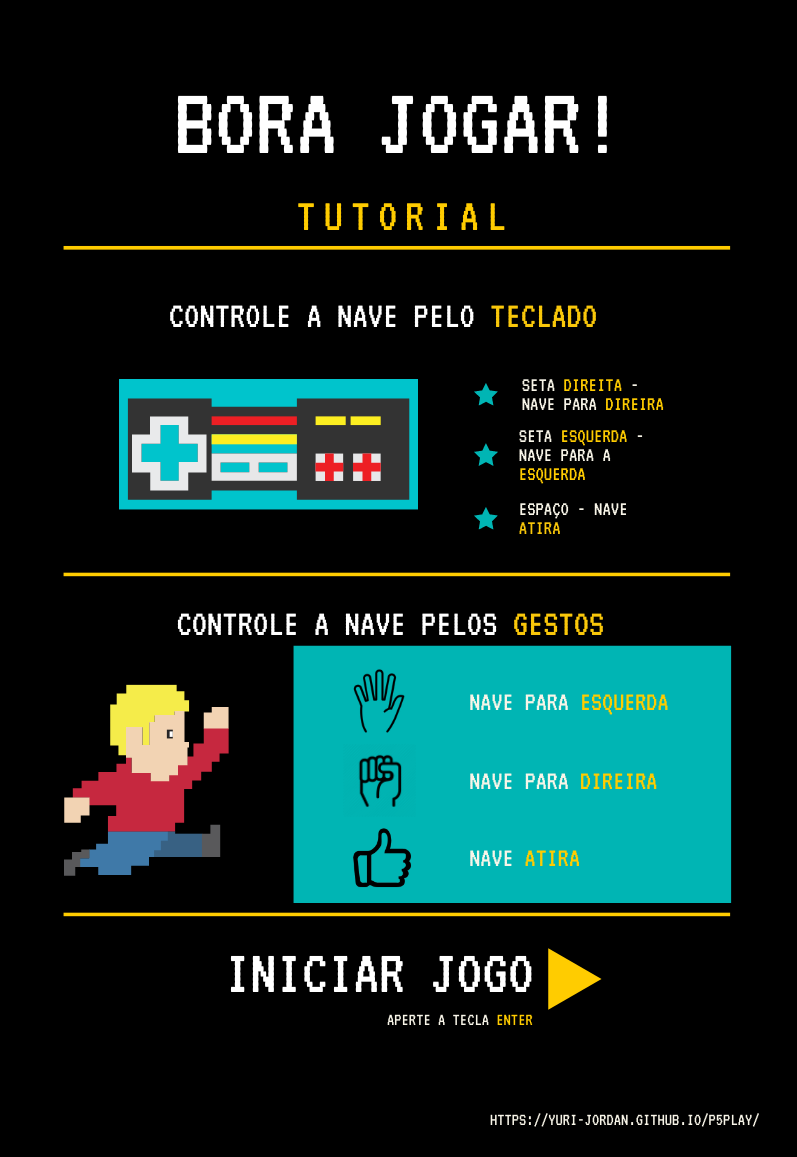 BORA JOGAR!
TUTORIAL
CONTROLE A NAVE PELO TECLADO
SETA DIREITA -
NAVE PARA DIREIRA
SETA ESQUERDA -
NAVE PARA A
ESQUERDA
ESPAÇO - NAVE
ATIRA
CONTROLE A NAVE PELOS GESTOS
NAVE PARA ESQUERDA
NAVE PARA DIREIRA
NAVE ATIRA
INICIAR JOGO
APERTE A TECLA ENTER
HTTPS://YURI-JORDAN.GITHUB.IO/P5PLAY/